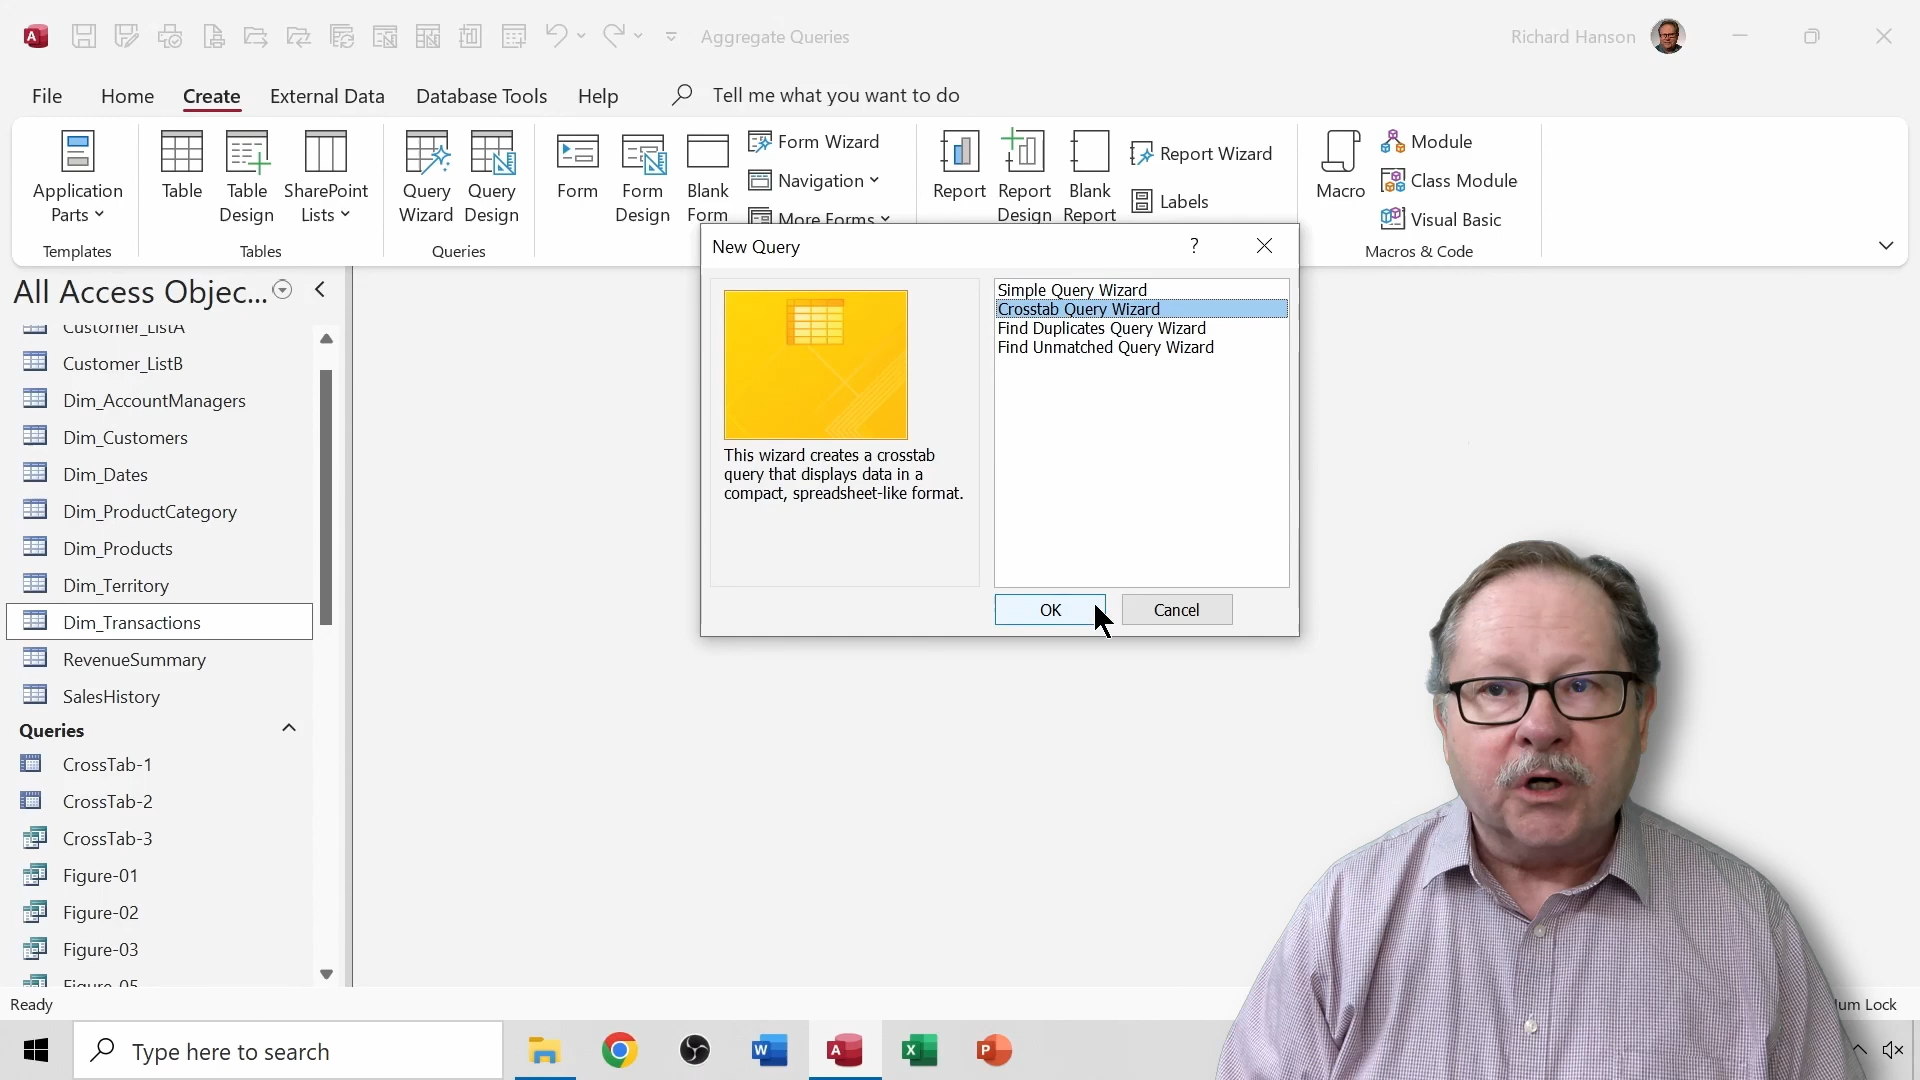 Aggregate Queries
Richard Hanson
File
Home
Create
External Data
Database Tools
Help
Tell me what you want to do
Application
Parts
Templates
Table
Table
Design
SharePoint
Lists
Tables
Query
Wizard
Query
Design
Queries
Form
Form
Design
Blank
Form
Form Wizard
Navigation
More Forms
Report
Report
Design
Blank
Report
Report Wizard
Labels
Macro
Module
Class Module
Visual Basic
Macros & Code
All Access Objec...
Customer_ListA
Customer_ListB
Dim_AccountManagers
Dim_Customers
Dim_Dates
Dim_ProductCategory
Dim_Products
Dim_Territory
Dim_Transactions
RevenueSummary
SalesHistory
Queries
CrossTab-1
CrossTab-2
CrossTab-3
Figure-01
Figure-02
Figure-03
Figure-05
New Query
?
This wizard creates a crosstab
query that displays data in a
compact, spreadsheet-like format.
Simple Query Wizard
Crosstab Query Wizard
Find Duplicates Query Wizard
Find Unmatched Query Wizard
OK
Cancel
Ready
Lock
Type here to search